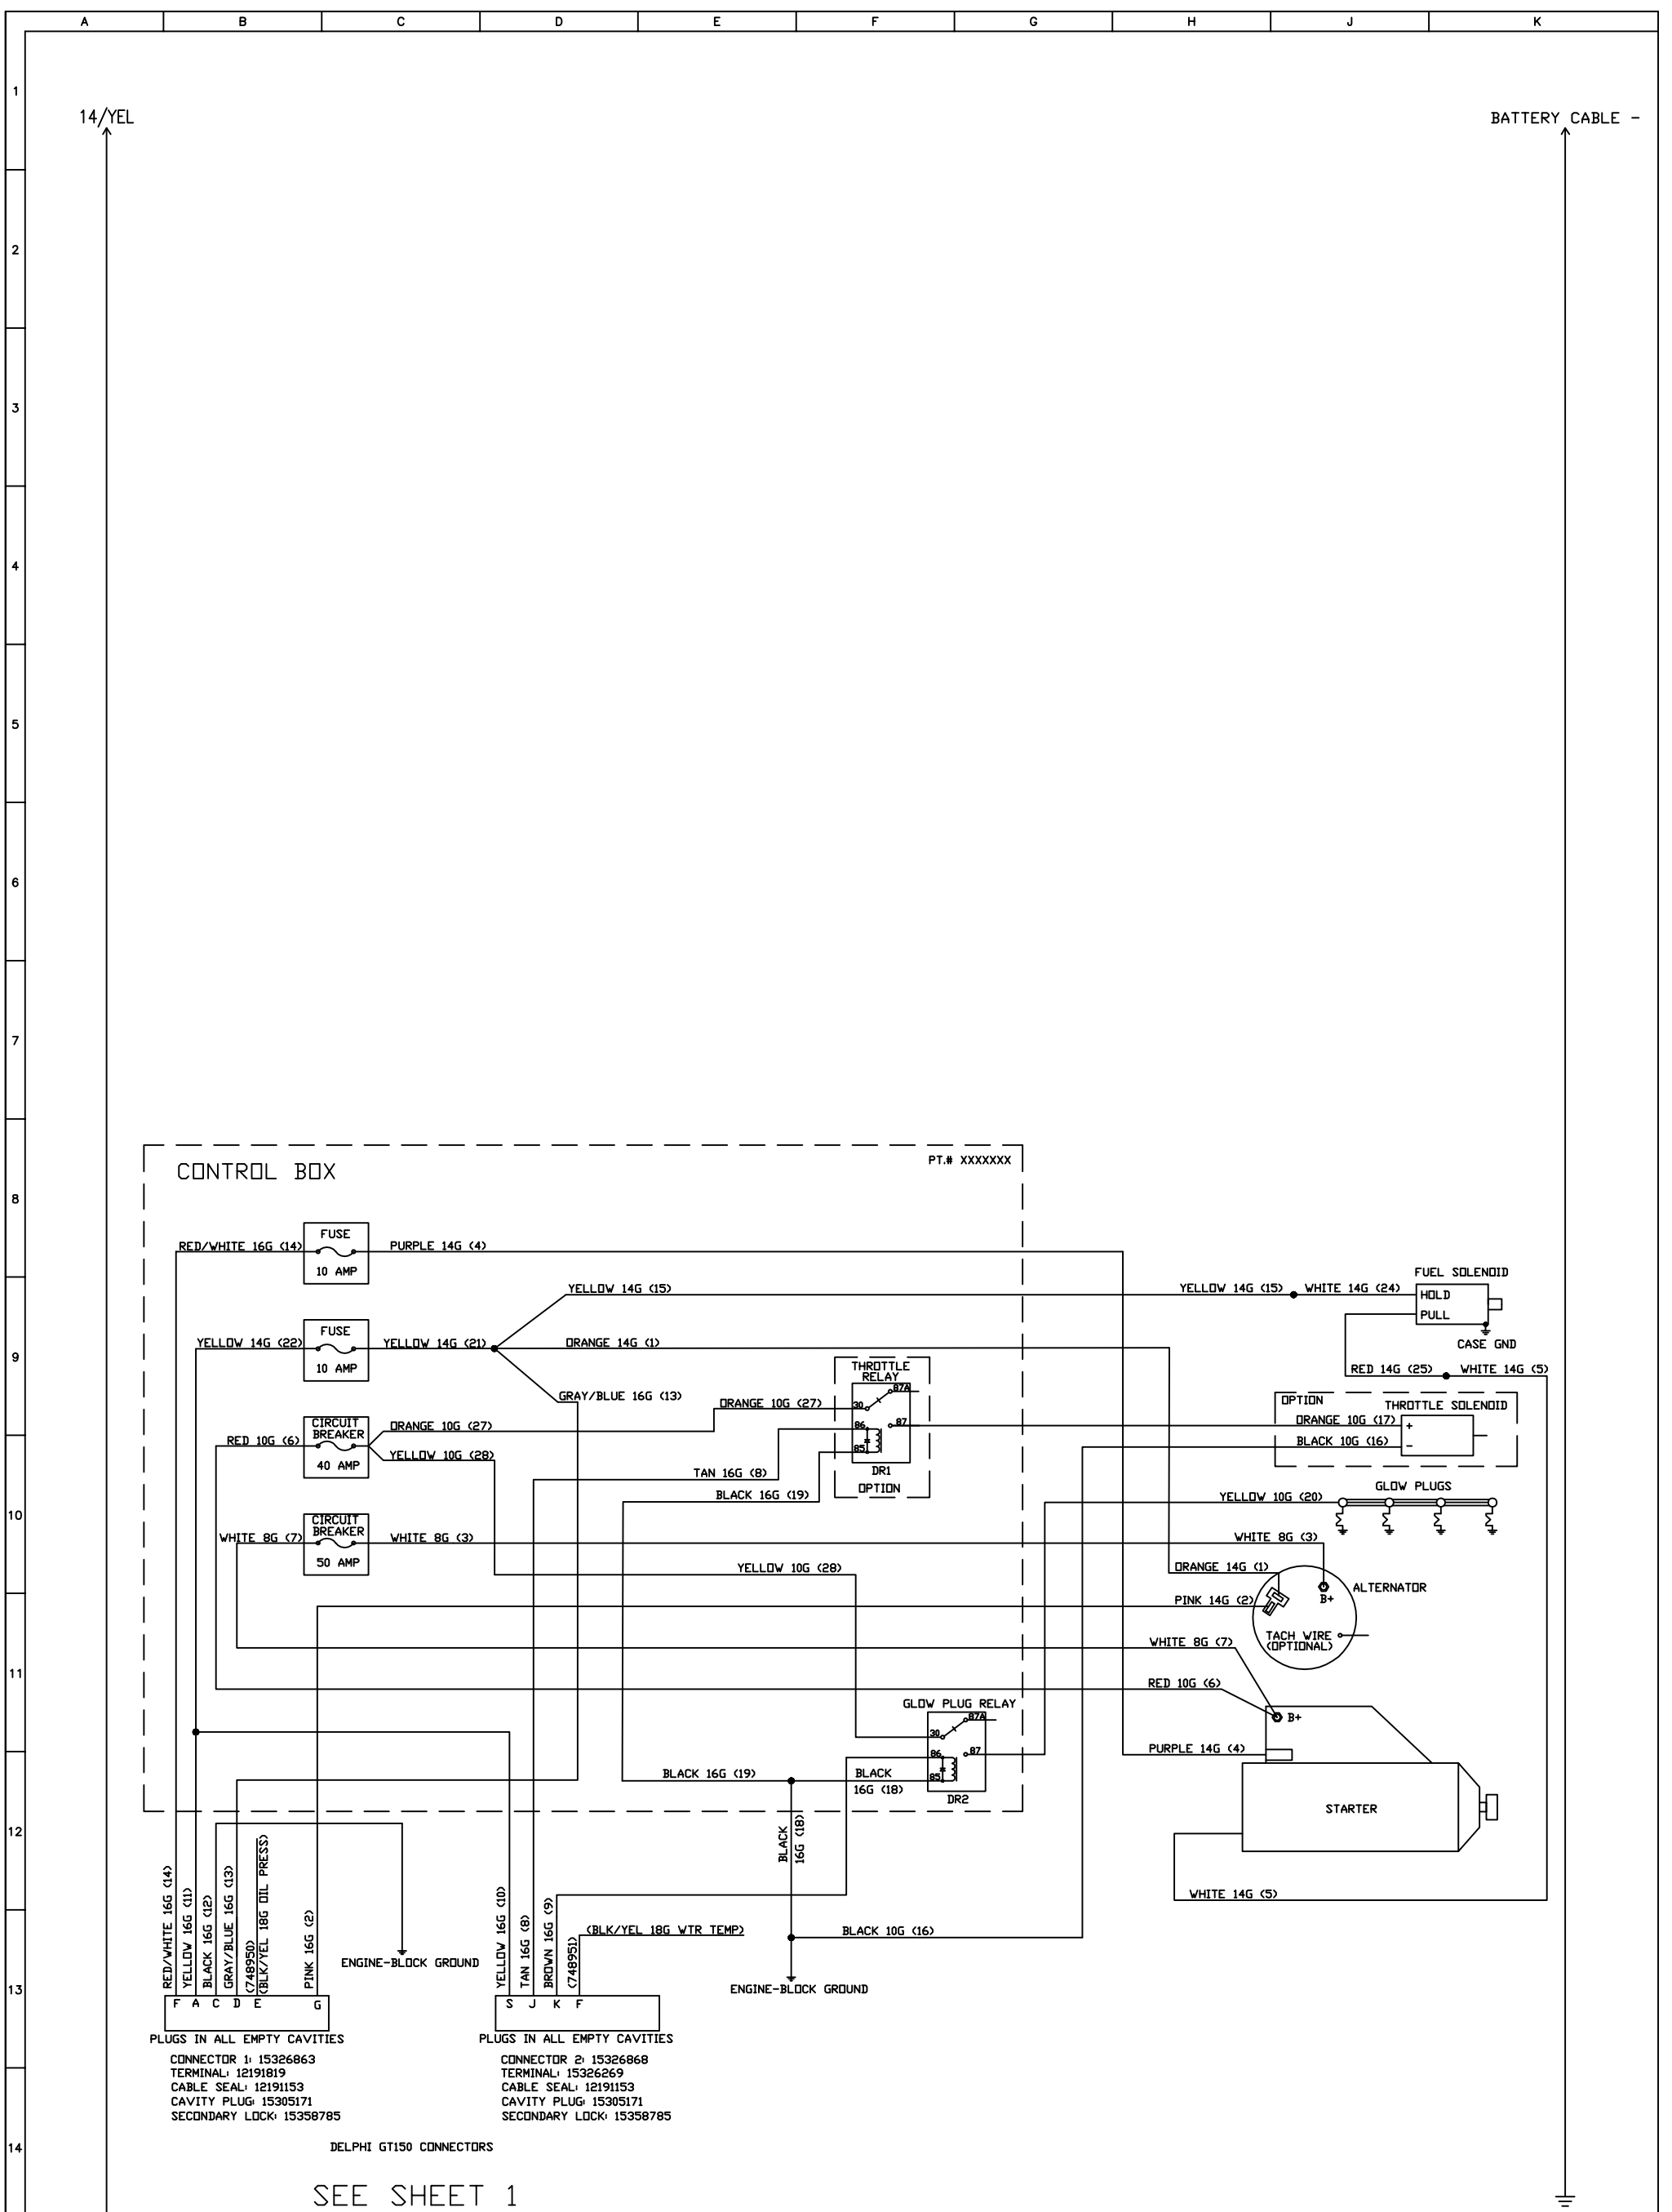 A B C D E F G H J K
1
14/YEL
BATTERY CABLE -
2
3
4
5
6
7
PT.# XXXXXXX
CONTROL BOX
8
FUSE
RED/WHITE 16G (14)
PURPLE 14G (4)
10 AMP
FUEL SOLENOID
YELLOW 14G (15)
YELLOW 14G (15)
WHITE 14G (24)
HOLD
PULL
FUSE
YELLOW 14G (22)
YELLOW 14G (21)
ORANGE 14G (1)
CASE GND
9
10 AMP
THROTTLE
RELAY
RED 14G (25)
WHITE 14G (5)
87A
GRAY/BLUE 16G (13)
ORANGE 10G (27)
30
OPTION
THROTTLE SOLENOID
CIRCUIT
BREAKER
ORANGE 10G (27)
86
87
ORANGE 10G (17)
+
RED 10G (6)
85
BLACK 10G (16)
-
YELLOW 10G (28)
40 AMP
TAN 16G (8)
DR1
OPTION
GLOW PLUGS
BLACK 16G (19)
YELLOW 10G (20)
10
CIRCUIT
BREAKER
WHITE 8G (7)
WHITE 8G (3)
WHITE 8G (3)
50 AMP
YELLOW 10G (28)
ORANGE 14G (1)
ALTERNATOR
B+
PINK 14G (2)
TACH WIRE
(OPTIONAL)
WHITE 8G (7)
11
RED 10G (6)
GLOW PLUG RELAY
87A
B+
30
86
87
PURPLE 14G (4)
BLACK 16G (19)
BLACK
16G (18)
85
DR2
STARTER
12
BLACK
16G (18)
WHITE 14G (5)
RED/WHITE 16G (14)
YELLOW 16G (11)
BLACK 16G (12)
GRAY/BLUE 16G (13)
(748950)
(BLK/YEL 18G OIL PRESS)
PINK 16G (2)
YELLOW 16G (10)
TAN 16G (8)
BROWN 16G (9)
(748951)
(BLK/YEL 18G WTR TEMP)
BLACK 10G (16)
ENGINE-BLOCK GROUND
ENGINE-BLOCK GROUND
13
F A C D E G
S J K F
PLUGS IN ALL EMPTY CAVITIES
PLUGS IN ALL EMPTY CAVITIES
CONNECTOR 1: 15326863
TERMINAL: 12191819
CABLE SEAL: 12191153
CAVITY PLUG: 15305171
SECONDARY LOCK: 15358785
CONNECTOR 2: 15326868
TERMINAL: 15326269
CABLE SEAL: 12191153
CAVITY PLUG: 15305171
SECONDARY LOCK: 15358785
14
DELPHI GT150 CONNECTORS
SEE SHEET 1